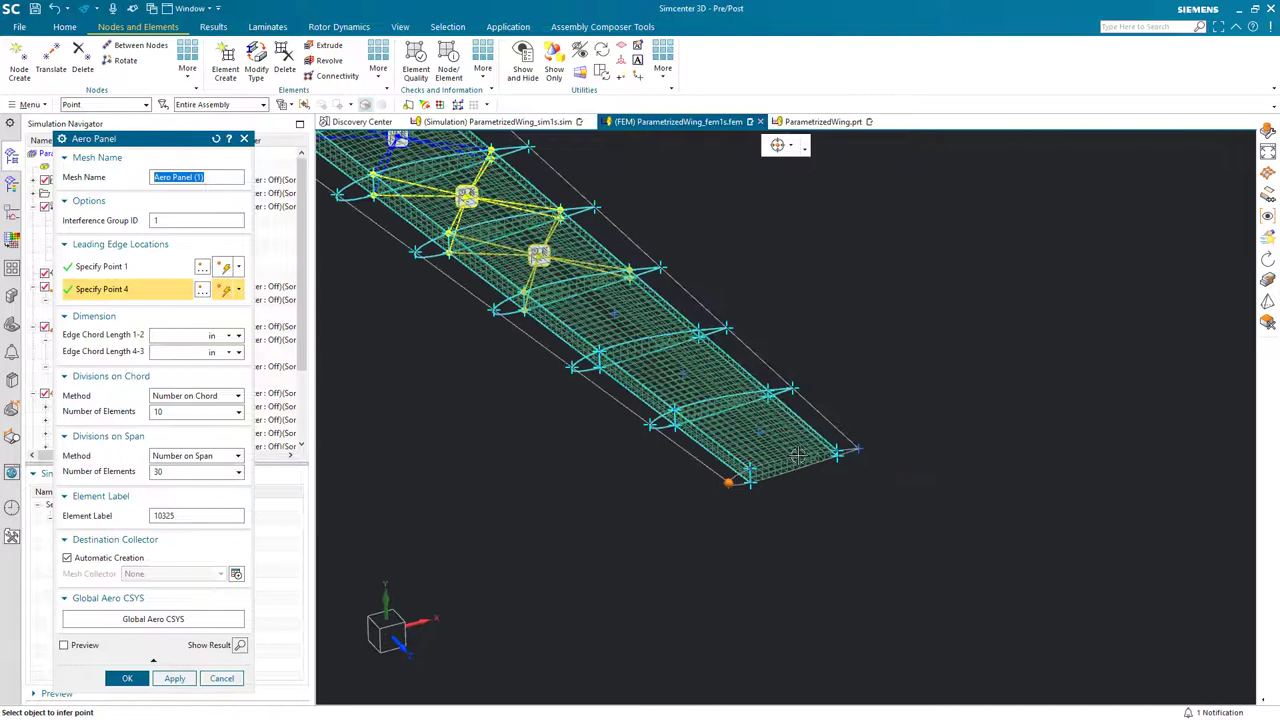 SC
Window
Simcenter 3D - Pre/Post
SIEMENS
File
Home
Nodes and Elements
Results
Laminates
Rotor Dynamics
View
Selection
Application
Assembly Composer Tools
Type Here to Search
Node Create
Translate
Delete
Between Nodes
Rotate
More
Element Create
Modify Type
Delete
Extrude
Revolve
Connectivity
More
Element Quality
Node/ Element
More
Show and Hide
Show Only
More
Nodes
Elements
Checks and Information
Utilities
Menu
Point
Entire Assembly
Simulation Navigator
Discovery Center
(Simulation) ParametrizedWing_sim1s.sim
(FEM) ParametrizedWing_fem1s.fem
ParametrizedWing.prt
Aero Panel
Mesh Name
Mesh Name
Aero Panel (1)
Options
Interference Group ID
1
Leading Edge Locations
Specify Point 1
Specify Point 4
Dimension
Edge Chord Length 1-2
in
Edge Chord Length 4-3
in
Divisions on Chord
Method
Number on Chord
Number of Elements
10
Divisions on Span
Method
Number on Span
Number of Elements
30
Element Label
Element Label
10325
Destination Collector
Automatic Creation
Mesh Collector
None
Global Aero CSYS
Global Aero CSYS
Preview
Show Result
OK
Apply
Cancel
Preview
Y
X
Select object to infer point
1 Notification